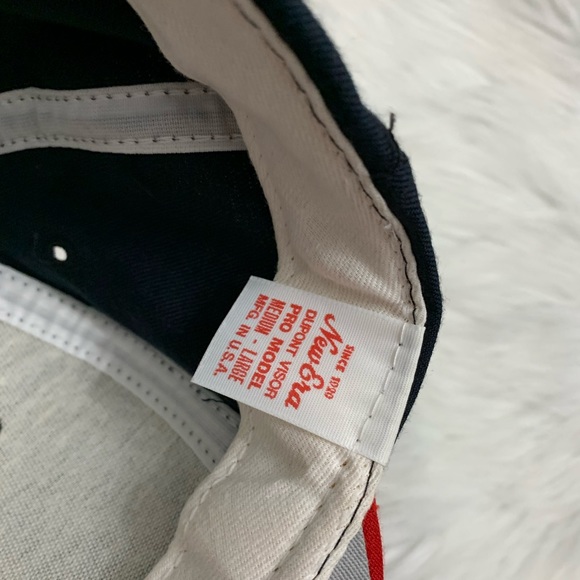 New Era
SINCE 1920
DUPONT VISOR
PRO MODEL
MEDIUM - LARGE
MFG IN U.S.A.